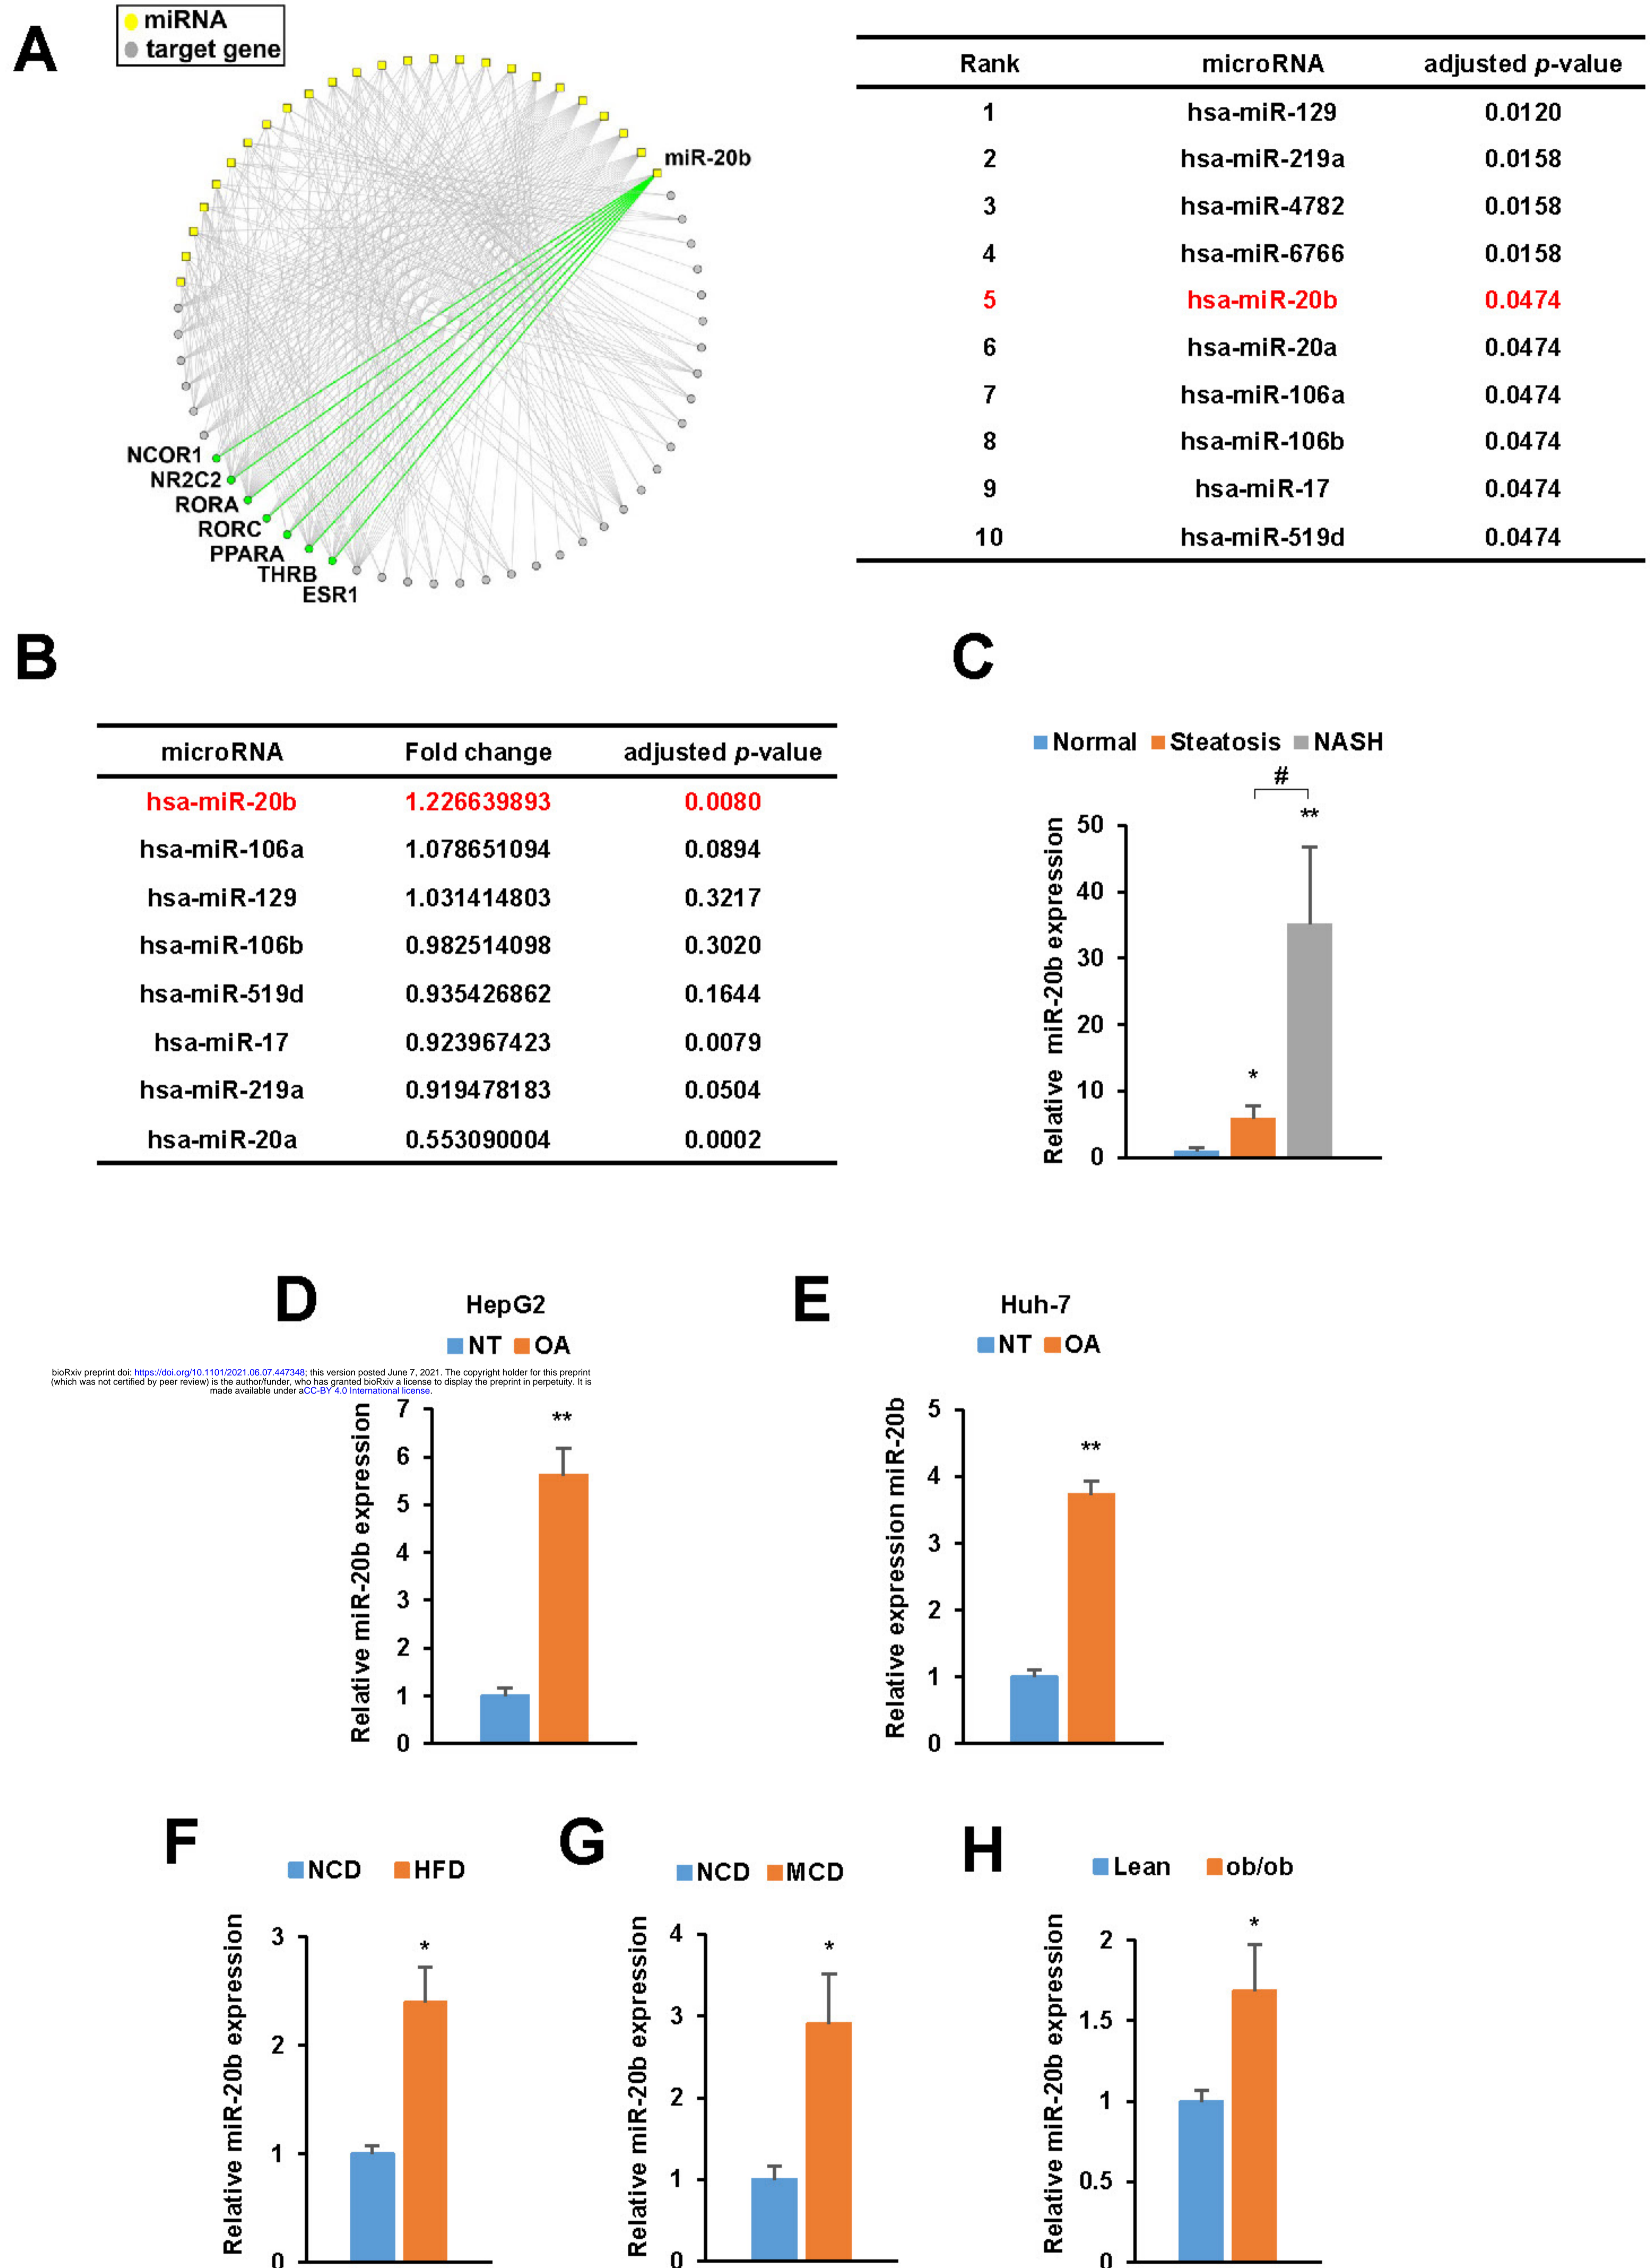 A
miRNA
target gene
miR-20b
NCOR1
NR2C2
RORA
RORC
PPARA
THRB
ESR1
Rank microRNA adjusted p-value
1 hsa-miR-129 0.0120
2 hsa-miR-219a 0.0158
3 hsa-miR-4782 0.0158
4 hsa-miR-6766 0.0158
5 hsa-miR-20b 0.0474
6 hsa-miR-20a 0.0474
7 hsa-miR-106a 0.0474
8 hsa-miR-106b 0.0474
9 hsa-miR-17 0.0474
10 hsa-miR-519d 0.0474
B
microRNA Fold change adjusted p-value
hsa-miR-20b 1.226639893 0.0080
hsa-miR-106a 1.078651094 0.0894
hsa-miR-129 1.031414803 0.3217
hsa-miR-106b 0.982514098 0.3020
hsa-miR-519d 0.935426862 0.1644
hsa-miR-17 0.923967423 0.0079
hsa-miR-219a 0.919478183 0.0504
hsa-miR-20a 0.553090004 0.0002
C
Normal Steatosis NASH
#
**
*
Relative miR-20b expression
50
40
30
20
10
0
D
HepG2
NT OA
bioRxiv preprint doi: https://doi.org/10.1101/2021.06.07.447348; this version posted June 7, 2021. The copyright holder for this preprint
(which was not certified by peer review) is the author/funder, who has granted bioRxiv a license to display the preprint in perpetuity. It is
made available under aCC-BY 4.0 International license.
**
Relative miR-20b expression
7
6
5
4
3
2
1
0
E
Huh-7
NT OA
**
Relative expression miR-20b
5
4
3
2
1
0
F
NCD HFD
*
Relative miR-20b expression
3
2
1
0
G
NCD MCD
*
Relative miR-20b expression
4
3
2
1
0
H
Lean ob/ob
*
Relative miR-20b expression
2
1.5
1
0.5
0